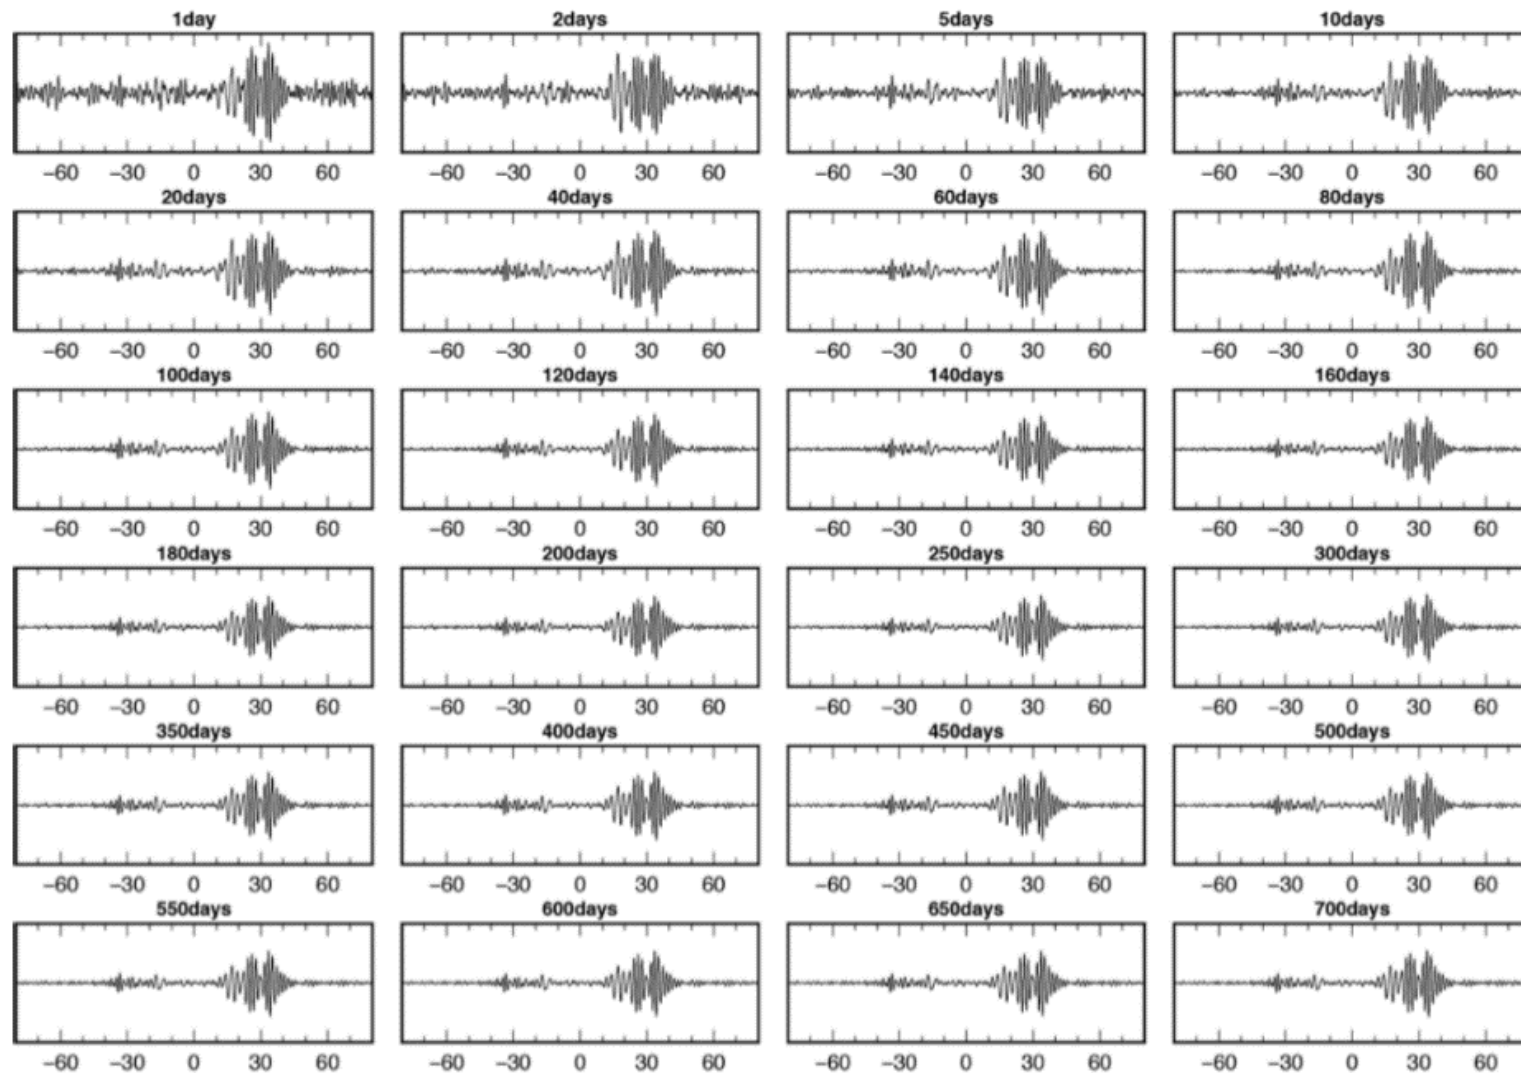 1day 2days 5days 10days
−60 −30 0 30 60 −60 −30 0 30 60 −60 −30 0 30 60 −60 −30 0 30 60
20days 40days 60days 80days
−60 −30 0 30 60 −60 −30 0 30 60 −60 −30 0 30 60 −60 −30 0 30 60
100days 120days 140days 160days
−60 −30 0 30 60 −60 −30 0 30 60 −60 −30 0 30 60 −60 −30 0 30 60
180days 200days 250days 300days
−60 −30 0 30 60 −60 −30 0 30 60 −60 −30 0 30 60 −60 −30 0 30 60
350days 400days 450days 500days
−60 −30 0 30 60 −60 −30 0 30 60 −60 −30 0 30 60 −60 −30 0 30 60
550days 600days 650days 700days
−60 −30 0 30 60 −60 −30 0 30 60 −60 −30 0 30 60 −60 −30 0 30 60